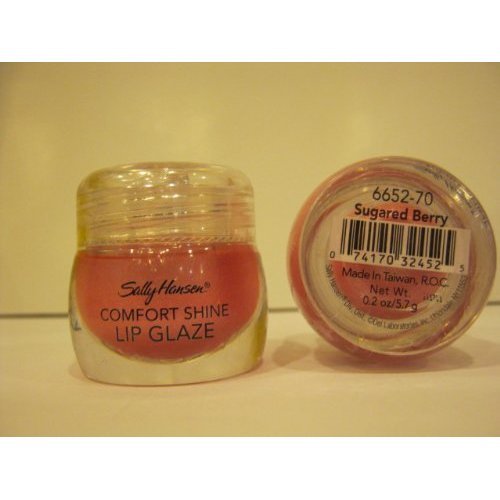 Sally Hansen®
COMFORT SHINE
LIP GLAZE
6652-70
Sugared Berry
0 74170 32452 5
Made In Taiwan, R.O.C.
Net Wt.
0.2 oz/5.7g